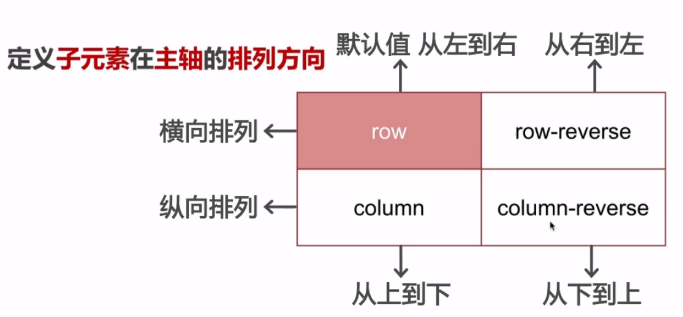 默认值 从左到右
从右到左
定义子元素在主轴的排列方向
横向排列
row
row-reverse
纵向排列
column
column-reverse
从上到下
从下到上